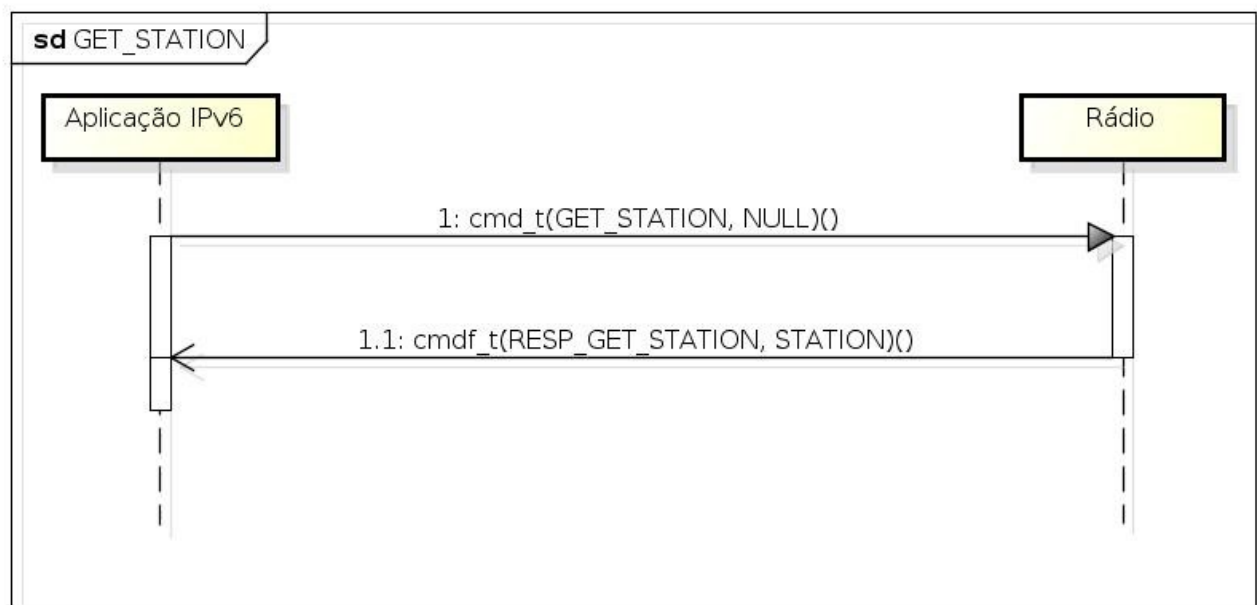 sd GET_STATION
Aplicação IPv6
Rádio
1: cmd_t(GET_STATION, NULL)()
1.1: cmdf_t(RESP_GET_STATION, STATION)()